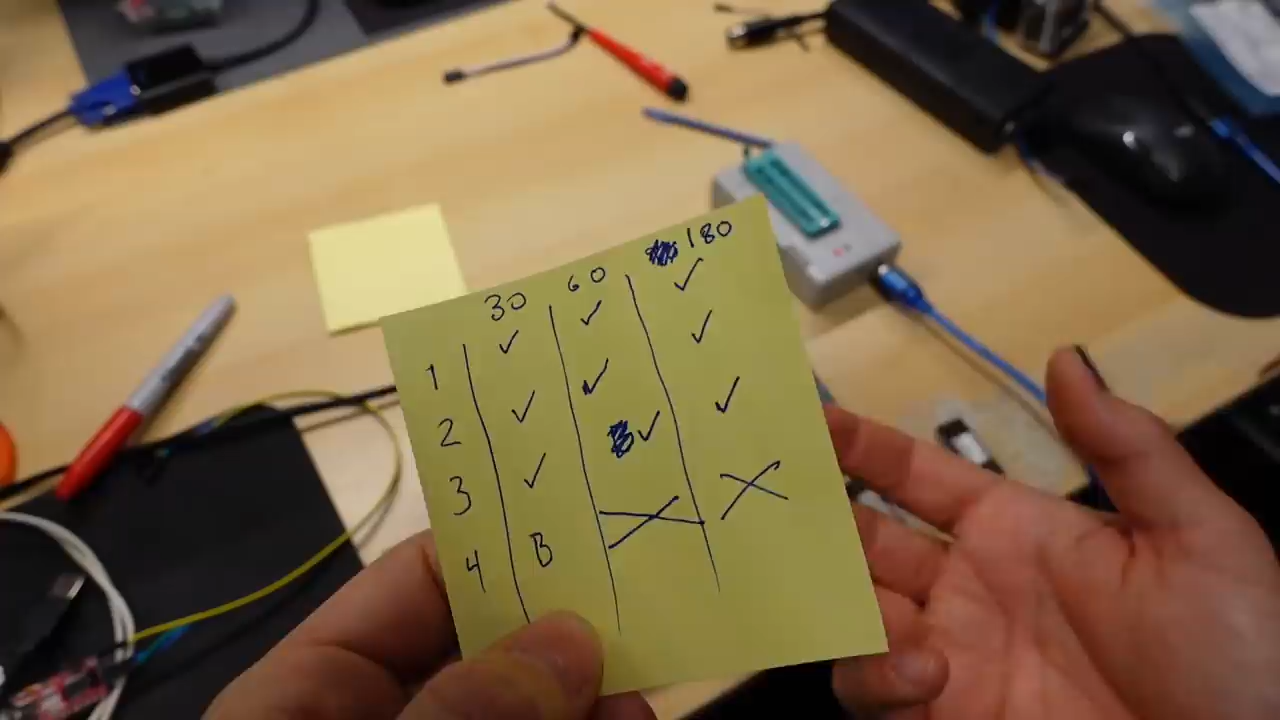 30 60 180
1 ✓ ✓ ✓
2 ✓ ✓ ✓
3 ✓ ✓ ✓
4 B X X